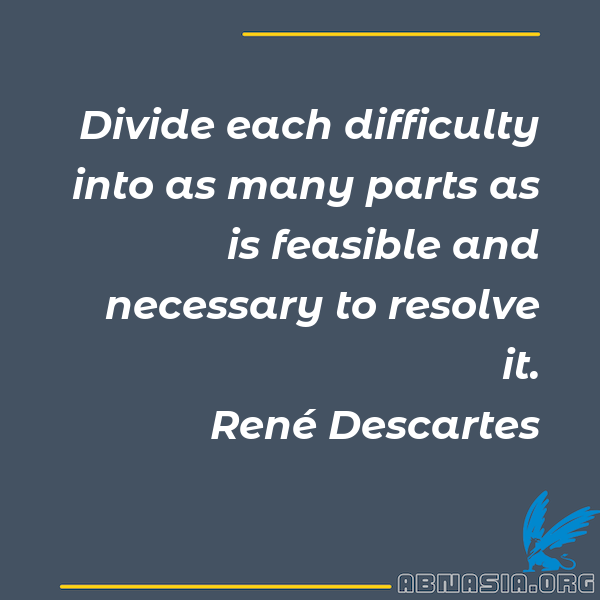 Divide each difficulty
into as many parts as
is feasible and
necessary to resolve
it.
René Descartes
ABNASIA.ORG